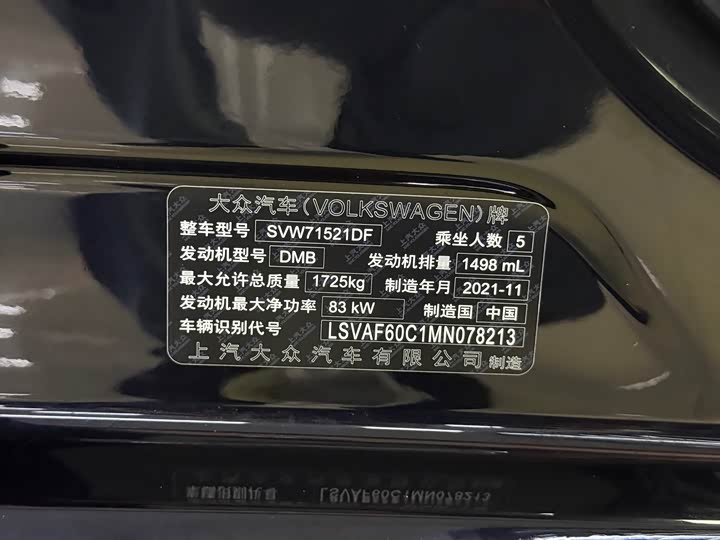 大众汽车(VOLKSWAGEN)牌
整车型号 SVW71521DF 乘坐人数 5
发动机型号 DMB 发动机排量 1498 mL
最大允许总质量 1725kg 制造年月 2021-11
发动机最大净功率 83 kW 制造国 中国
车辆识别代号 LSVAF60C1MN078213
上汽大众汽车有限公司 制造